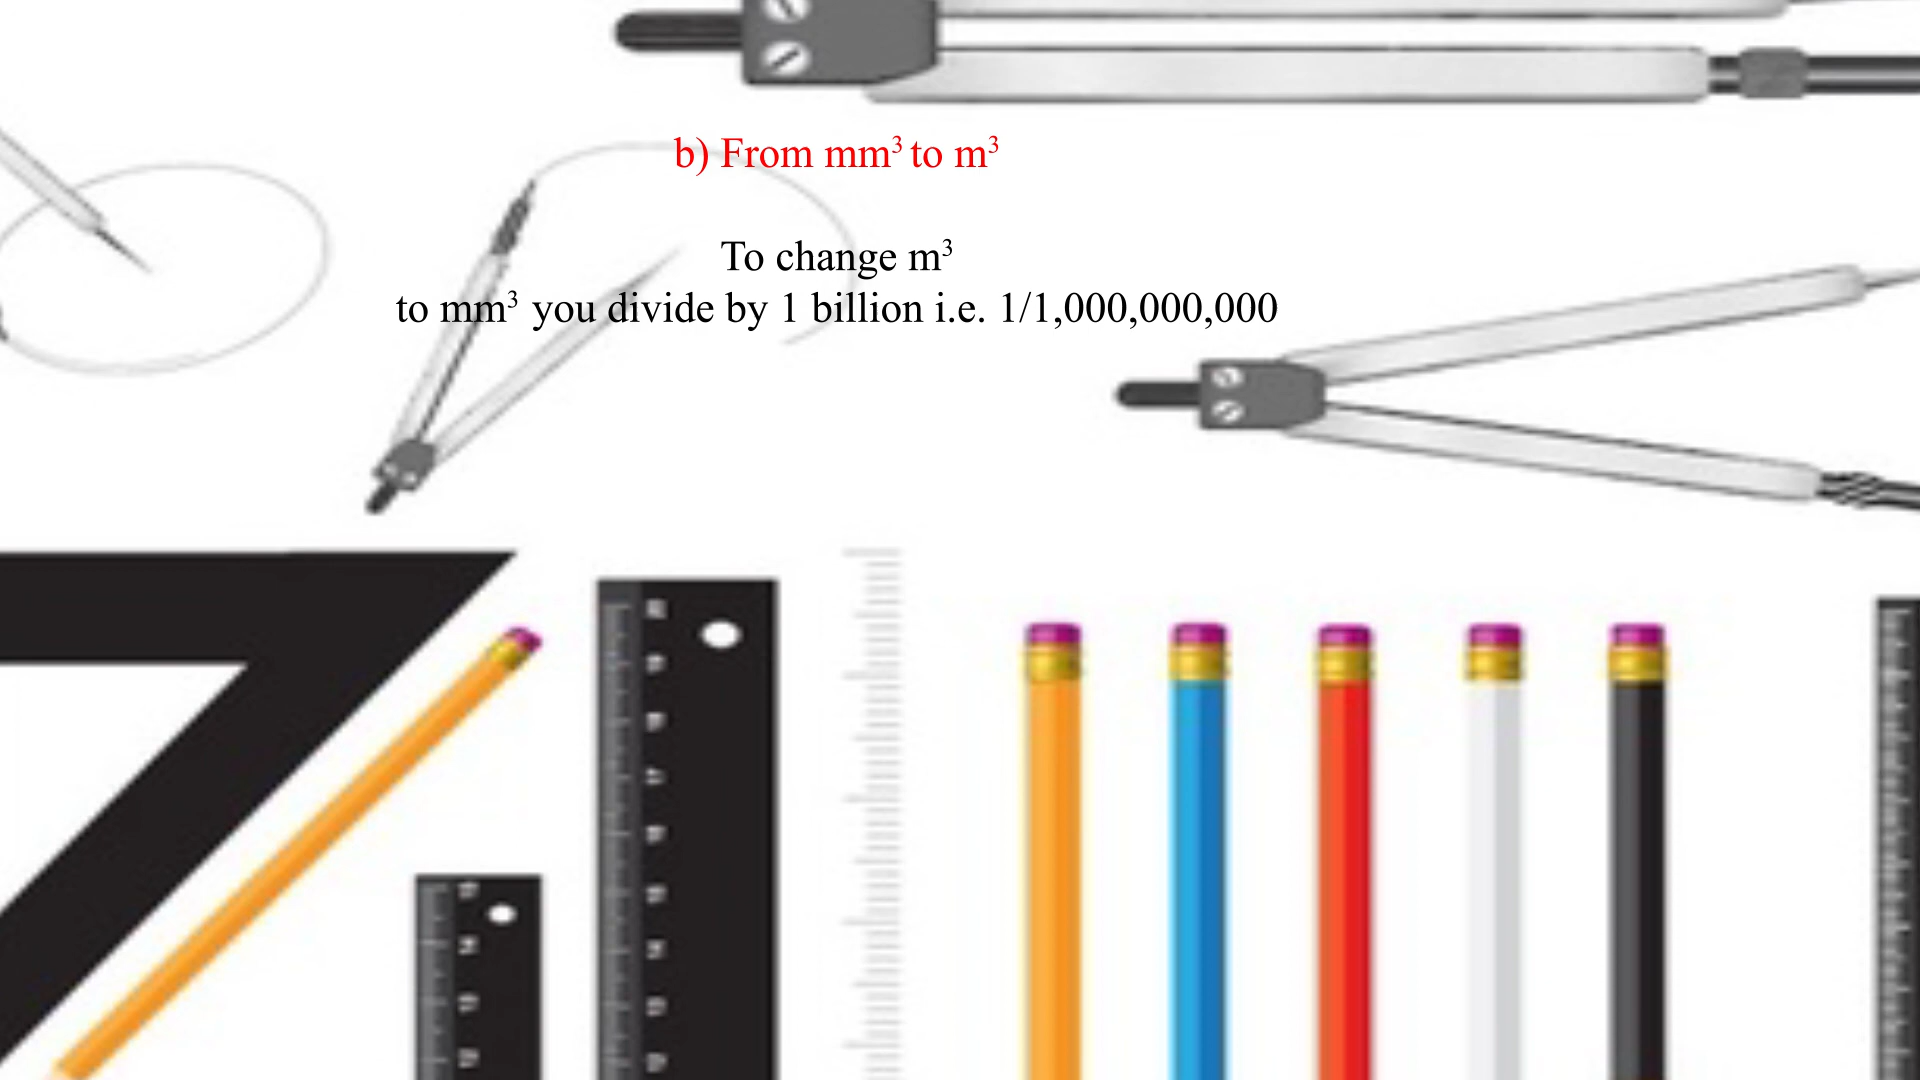 b) From mm³ to m³
To change m³
to mm³ you divide by 1 billion i.e. 1/1,000,000,000